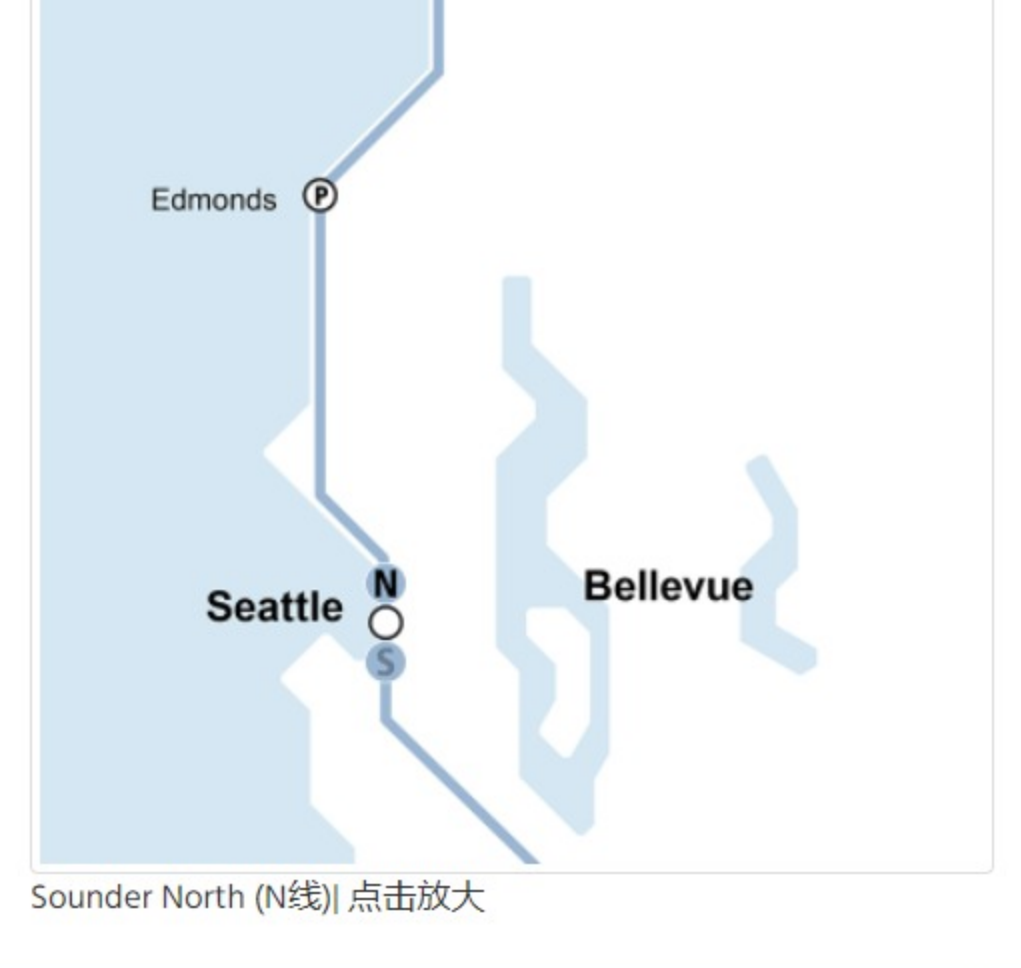 Edmonds
P
N
Seattle
Bellevue
S
Sounder North (N线)| 点击放大